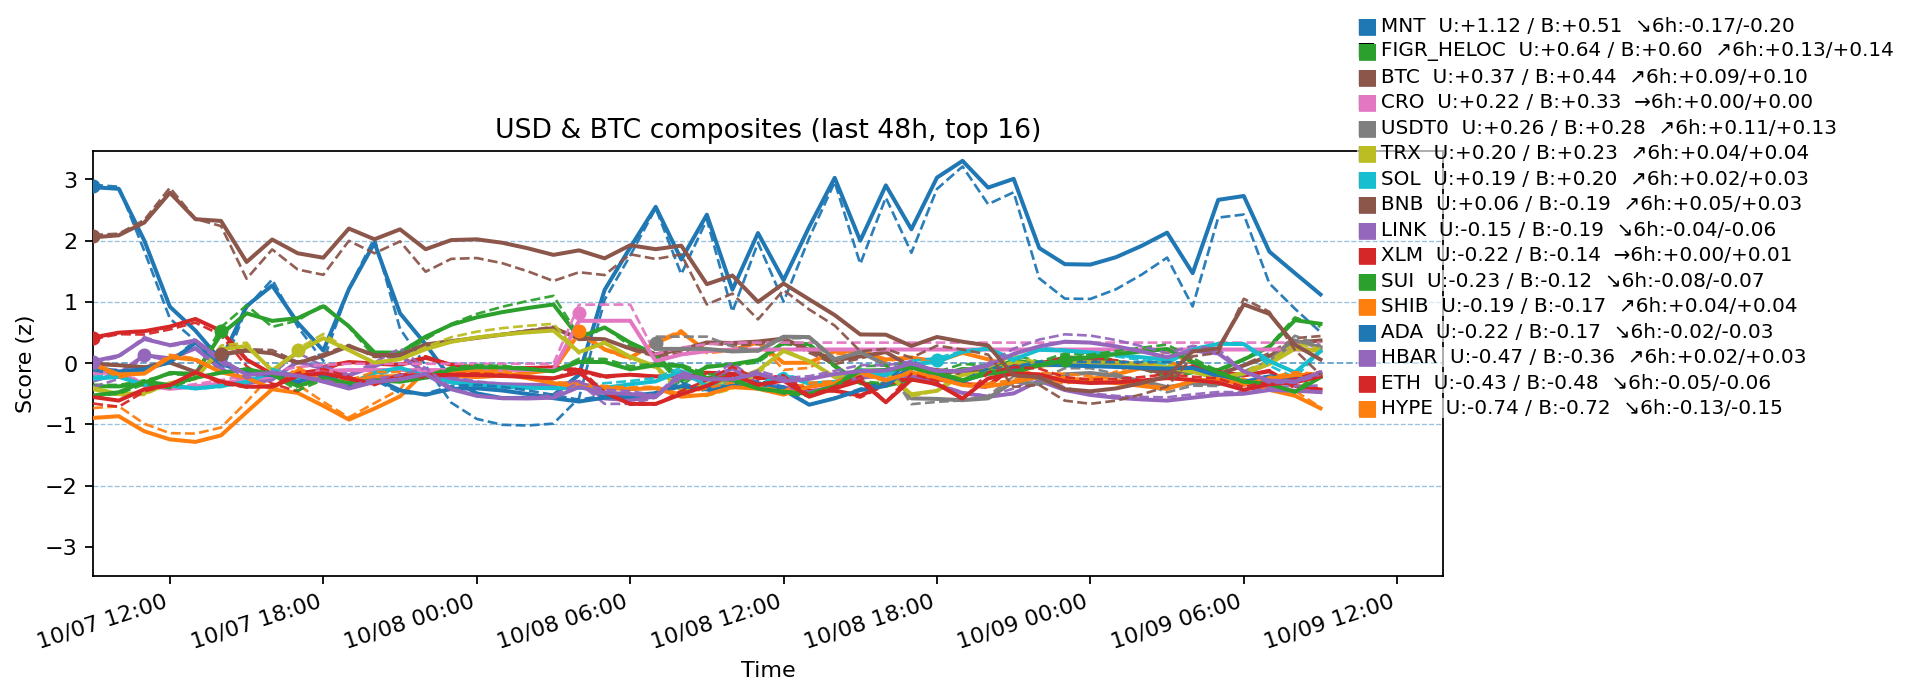 MNT  U:+1.12 / B:+0.51  ↘6h:-0.17/-0.20
FIGR_HELOC  U:+0.64 / B:+0.60  ↗6h:+0.13/+0.14
BTC  U:+0.37 / B:+0.44  ↗6h:+0.09/+0.10
CRO  U:+0.22 / B:+0.33  →6h:+0.00/+0.00
USDT0  U:+0.26 / B:+0.28  ↗6h:+0.11/+0.13
TRX  U:+0.20 / B:+0.23  ↗6h:+0.04/+0.04
SOL  U:+0.19 / B:+0.20  ↗6h:+0.02/+0.03
BNB  U:+0.06 / B:-0.19  ↗6h:+0.05/+0.03
LINK  U:-0.15 / B:-0.19  ↘6h:-0.04/-0.06
XLM  U:-0.22 / B:-0.14  →6h:+0.00/+0.01
SUI  U:-0.23 / B:-0.12  ↘6h:-0.08/-0.07
SHIB  U:-0.19 / B:-0.17  ↗6h:+0.04/+0.04
ADA  U:-0.22 / B:-0.17  ↘6h:-0.02/-0.03
HBAR  U:-0.47 / B:-0.36  ↗6h:+0.02/+0.03
ETH  U:-0.43 / B:-0.48  ↘6h:-0.05/-0.06
HYPE  U:-0.74 / B:-0.72  ↘6h:-0.13/-0.15
USD & BTC composites (last 48h, top 16)
Score (z)
3
2
1
0
−1
−2
−3
10/07 12:00
10/07 18:00
10/08 00:00
10/08 06:00
10/08 12:00
10/08 18:00
10/09 00:00
10/09 06:00
10/09 12:00
Time